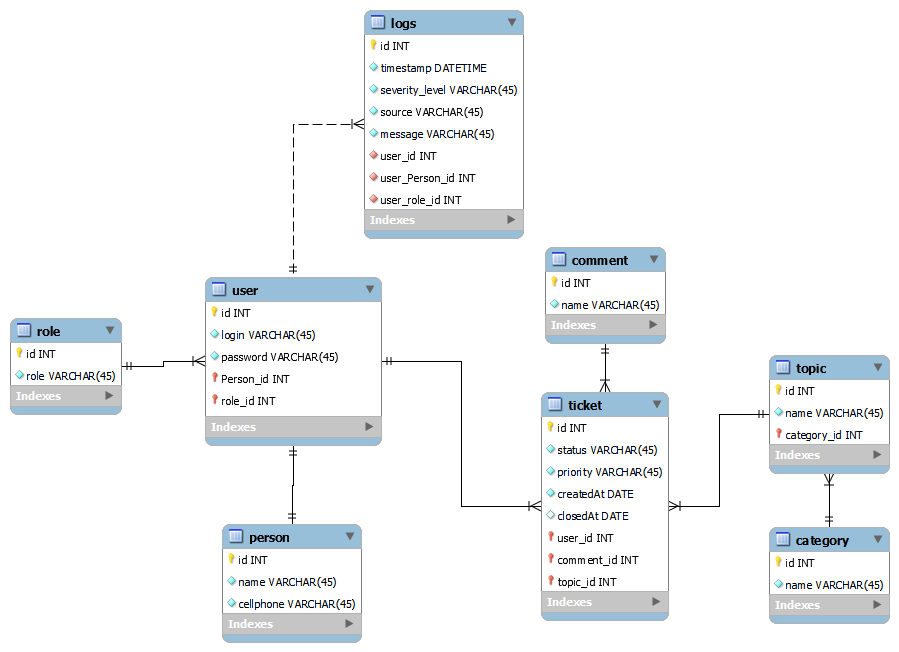 logs
id INT
timestamp DATETIME
severity_level VARCHAR(45)
source VARCHAR(45)
message VARCHAR(45)
user_id INT
user_Person_id INT
user_role_id INT
Indexes
comment
id INT
name VARCHAR(45)
Indexes
user
id INT
login VARCHAR(45)
password VARCHAR(45)
Person_id INT
role_id INT
Indexes
role
id INT
role VARCHAR(45)
Indexes
topic
id INT
name VARCHAR(45)
category_id INT
Indexes
ticket
id INT
status VARCHAR(45)
priority VARCHAR(45)
createdAt DATE
closedAt DATE
user_id INT
comment_id INT
topic_id INT
Indexes
person
id INT
name VARCHAR(45)
cellphone VARCHAR(45)
Indexes
category
id INT
name VARCHAR(45)
Indexes